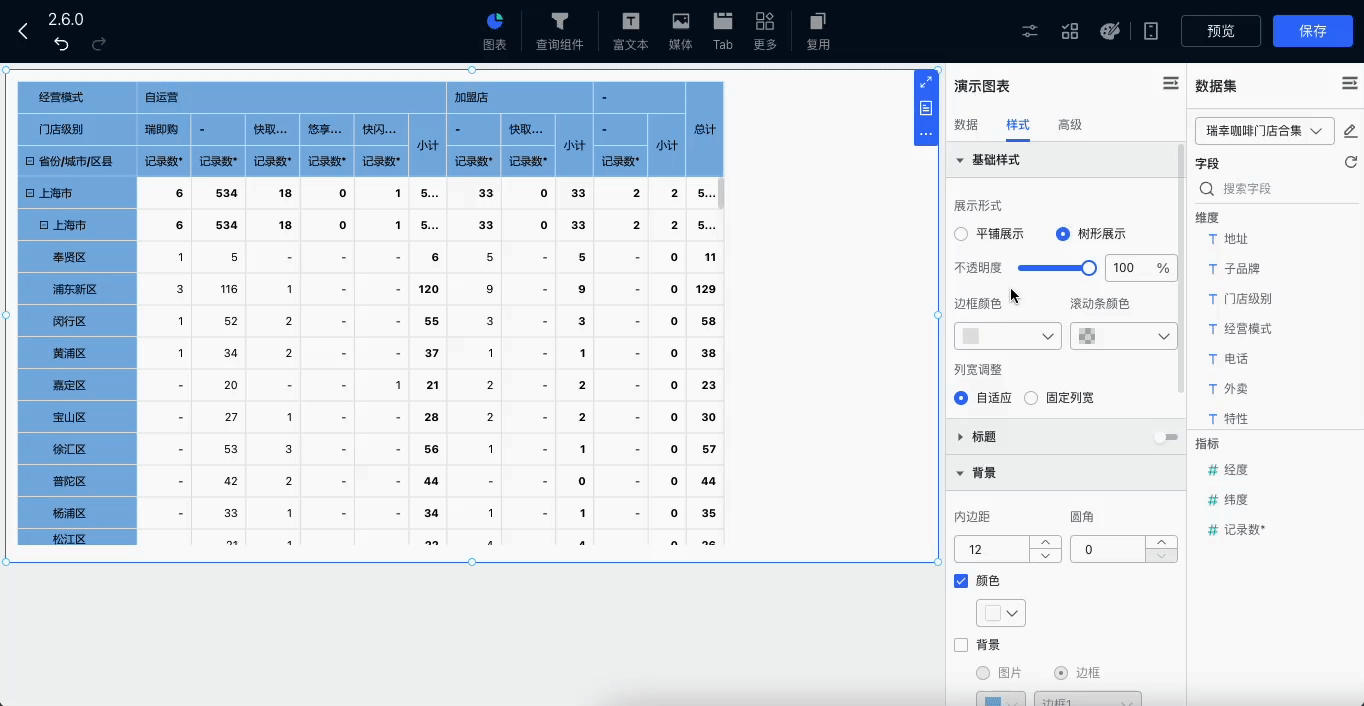 2.6.0
图表 查询组件 富文本 媒体 Tab 更多 复用 预览 保存
经营模式 自运营 加盟店 -
门店级别 瑞即购 - 快取... 悠享... 快闪... 小计 - 快取... 小计 - 小计 总计
省份/城市/区县 记录数* 记录数* 记录数* 记录数* 记录数* 记录数* 记录数* 记录数*
上海市 6 534 18 0 1 5... 33 0 33 2 2 5...
上海市 6 534 18 0 1 5... 33 0 33 2 2 5...
奉贤区 1 5 - - - 6 5 - 5 - 0 11
浦东新区 3 116 1 - - 120 9 - 9 - 0 129
闵行区 1 52 2 - - 55 3 - 3 - 0 58
黄浦区 1 34 2 - - 37 1 - 1 - 0 38
嘉定区 - 20 - - 1 21 2 - 2 - 0 23
宝山区 - 27 1 - - 28 2 - 2 - 0 30
徐汇区 - 53 3 - - 56 1 - 1 - 0 57
普陀区 - 42 2 - - 44 - - 0 - 0 44
杨浦区 - 33 1 - - 34 1 - 1 - 0 35
松江区
演示图表
数据 样式 高级
基础样式
展示形式
平铺展示 树形展示
不透明度 100 %
边框颜色 滚动条颜色
列宽调整
自适应 固定列宽
标题
背景
内边距 圆角
12 0
颜色
背景
图片 边框
边框1
数据集
瑞幸咖啡门店合集
字段
搜索字段
维度
T 地址
T 子品牌
T 门店级别
T 经营模式
T 电话
T 外卖
T 特性
指标
# 经度
# 纬度
# 记录数*